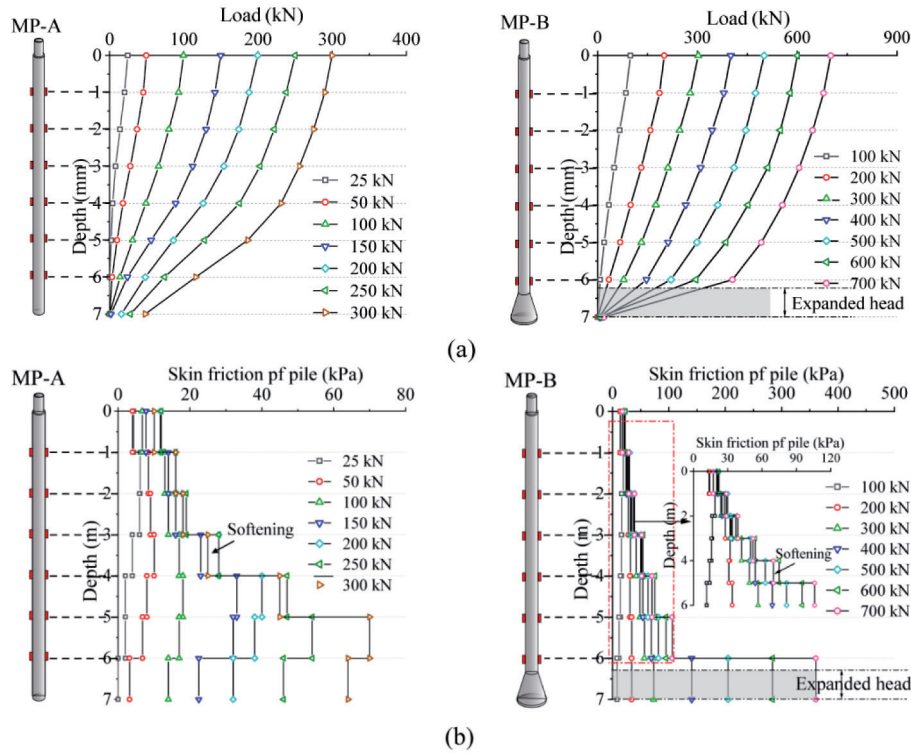 MP-A
Load (kN)
0 100 200 300 400
Depth (mm)
0
1
2
3
4
5
6
7
25 kN
50 kN
100 kN
150 kN
200 kN
250 kN
300 kN
MP-B
Load (kN)
0 300 600 900
Depth (mm)
0
1
2
3
4
5
6
7
100 kN
200 kN
300 kN
400 kN
500 kN
600 kN
700 kN
Expanded head
(a)
MP-A
Skin friction pf pile (kPa)
0 20 40 60 80
Depth (m)
0
1
2
3
4
5
6
7
Softening
25 kN
50 kN
100 kN
150 kN
200 kN
250 kN
300 kN
MP-B
Skin friction pf pile (kPa)
0 100 200 300 400 500
Depth (m)
0
1
2
3
4
5
6
7
Skin friction pf pile (kPa)
0 30 60 90 120
Depth (m)
0
2
4
6
Softening
100 kN
200 kN
300 kN
400 kN
500 kN
600 kN
700 kN
Expanded head
(b)